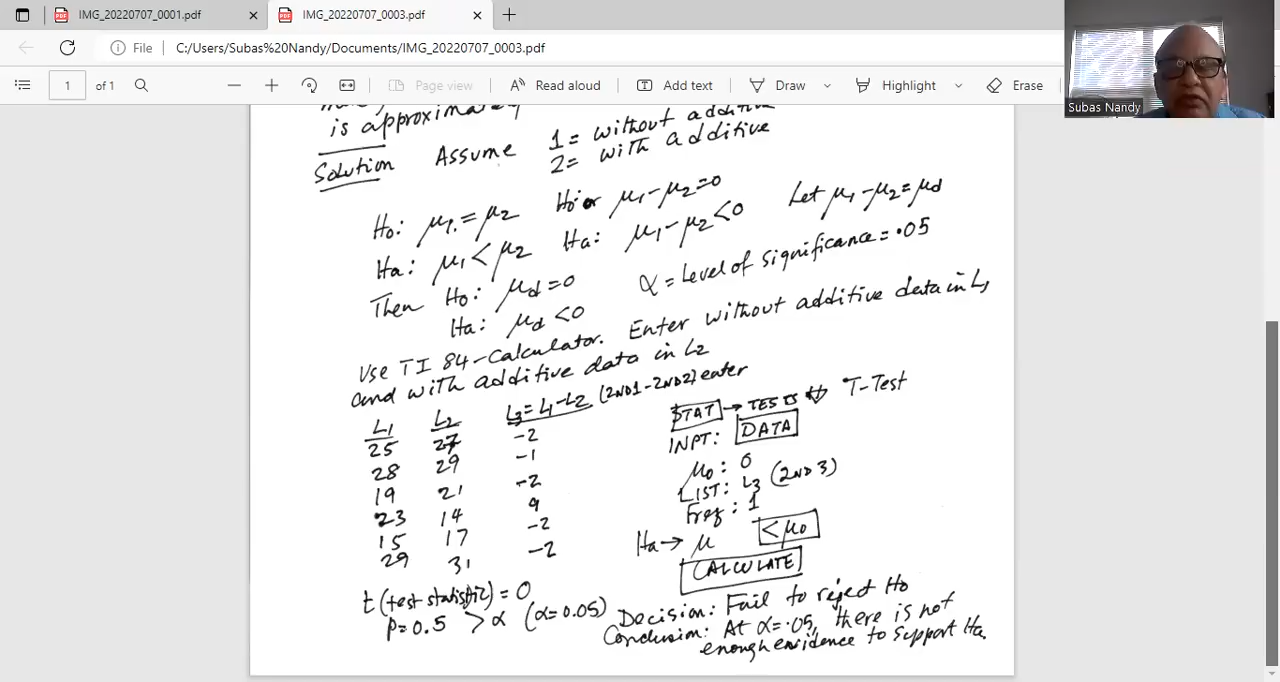 IMG_20220707_0001.pdf
IMG_20220707_0003.pdf
File
C:/Users/Subas%20Nandy/Documents/IMG_20220707_0003.pdf
1 of 1
Page view
Read aloud
Add text
Draw
Highlight
Erase
Subas Nandy
is approximately
Solution Assume 1 = without additive
2 = with additive
Ho: μ1 = μ2 Ho: or μ1 - μ2 = 0 Let μ1 - μ2 = μd
Ha: μ1 < μ2 Ha: μ1 - μ2 < 0
Then Ho: μd = 0 α = Level of significance = .05
Ha: μd < 0
Use TI 84-Calculator. Enter without additive data in L1
and with additive data in L2
L1 L2 L3 = L1-L2 (2ND1-2ND2) enter
25 27 -2
28 29 -1
19 21 -2
23 14 9
15 17 -2
29 31 -2
STAT → TESTS T-Test
INPT: DATA
μo: 0
LIST: L3 (2ND 3)
Freq: 1
Ha → μ < μo
CALCULATE
t (test statistic) = 0
P = 0.5 > α (α = 0.05)
Decision: Fail to reject Ho
Conclusion: At α = .05, there is not
enough evidence to support Ha.